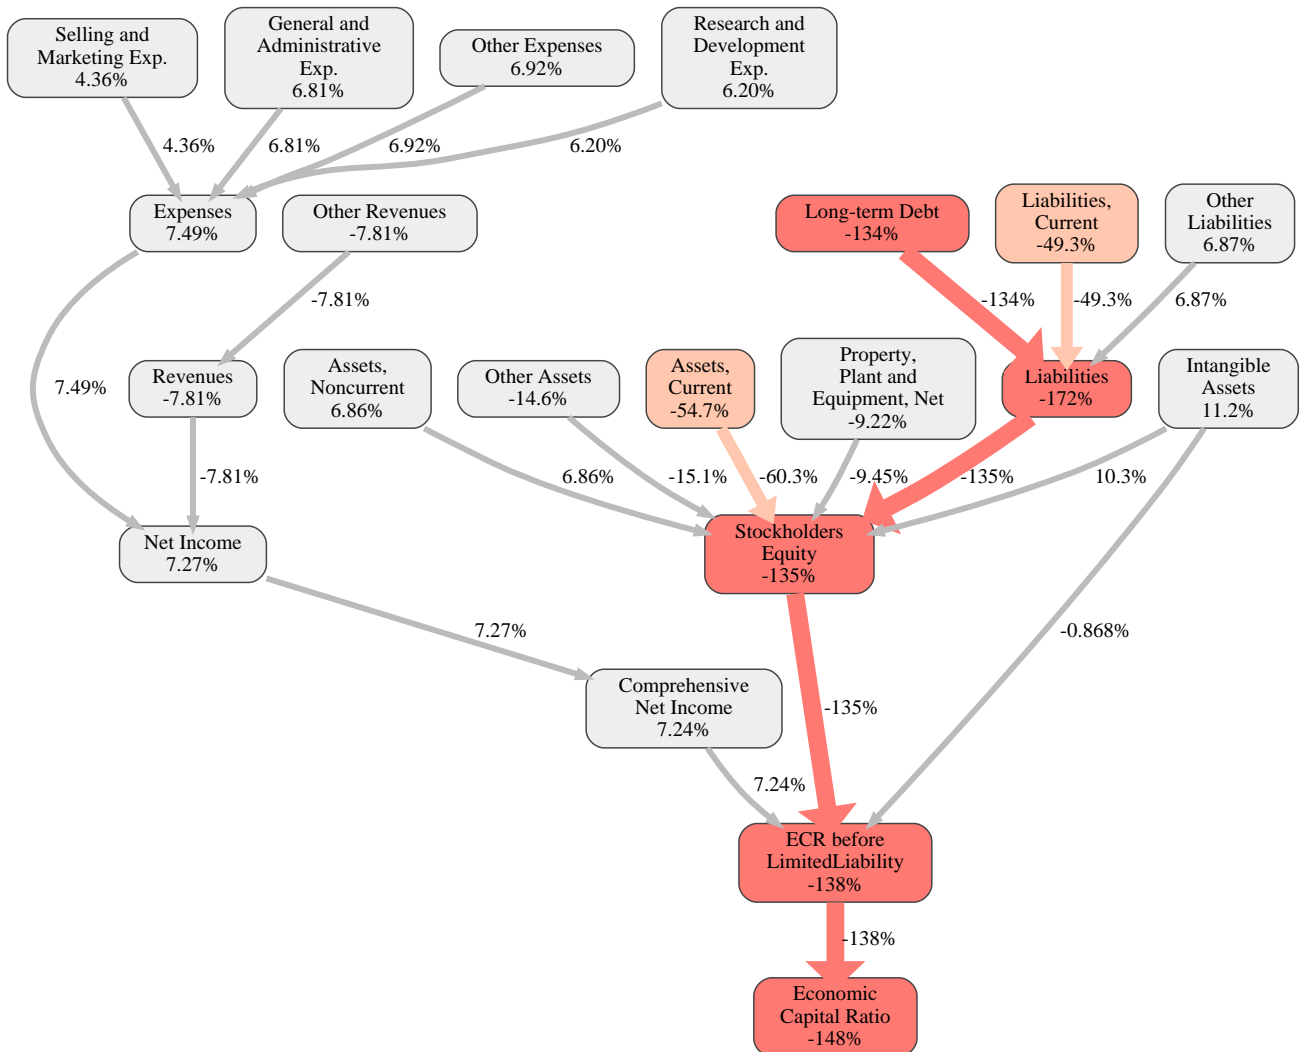 Selling and
Marketing Exp.
4.36%
General and
Administrative
Exp.
6.81%
Other Expenses
6.92%
Research and
Development
Exp.
6.20%
4.36%
6.81%
6.92%
6.20%
Expenses
7.49%
Other Revenues
-7.81%
Long-term Debt
-134%
Liabilities,
Current
-49.3%
Other
Liabilities
6.87%
-7.81%
-134%
-49.3%
6.87%
7.49%
Revenues
-7.81%
Assets,
Noncurrent
6.86%
Other Assets
-14.6%
Assets,
Current
-54.7%
Property,
Plant and
Equipment, Net
-9.22%
Liabilities
-172%
Intangible
Assets
11.2%
-7.81%
6.86%
-15.1%
-60.3%
-9.45%
-135%
10.3%
Net Income
7.27%
Stockholders
Equity
-135%
7.27%
-0.868%
Comprehensive
Net Income
7.24%
-135%
7.24%
ECR before
LimitedLiability
-138%
-138%
Economic
Capital Ratio
-148%